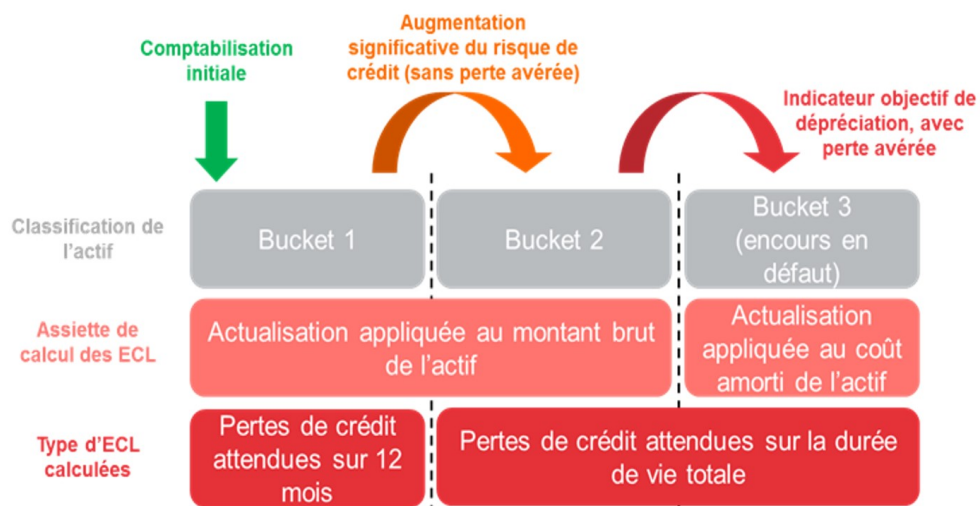 Comptabilisation
initiale
Augmentation
significative du risque de
crédit (sans perte avérée)
Indicateur objectif de
dépréciation, avec
perte avérée
Classification de
l'actif
Bucket 1
Bucket 2
Bucket 3
(encours en
défaut)
Assiette de
calcul des ECL
Actualisation appliquée au montant brut
de l'actif
Actualisation
appliquée au coût
amorti de l'actif
Type d'ECL
calculées
Pertes de crédit
attendues sur 12
mois
Pertes de crédit attendues sur la durée
de vie totale